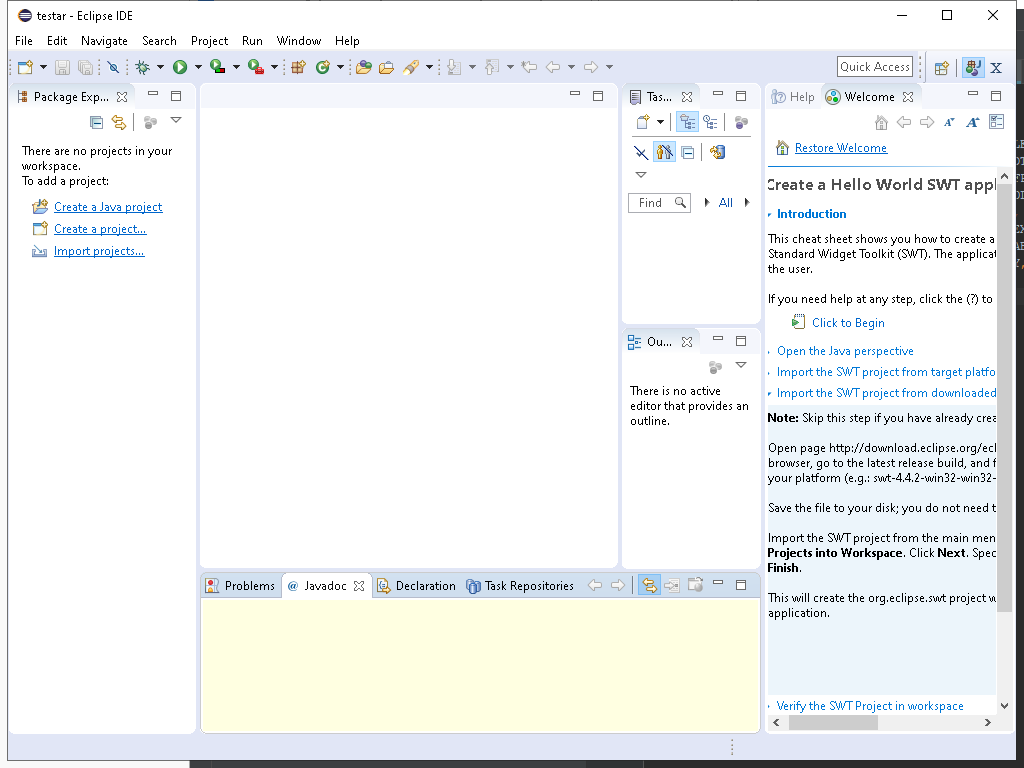 testar - Eclipse IDE
File Edit Navigate Search Project Run Window Help
Quick Access
Package Exp...
There are no projects in your
workspace.
To add a project:
Create a Java project
Create a project...
Import projects...
Tas...
Find
All
Ou...
There is no active
editor that provides an
outline.
Help
Welcome
Restore Welcome
Create a Hello World SWT appl
Introduction
This cheat sheet shows you how to create a
Standard Widget Toolkit (SWT). The applicat
the user.
If you need help at any step, click the (?) to
Click to Begin
Open the Java perspective
Import the SWT project from target platfo
Import the SWT project from downloaded
Note: Skip this step if you have already crea
Open page http://download.eclipse.org/ecl
browser, go to the latest release build, and f
your platform (e.g.: swt-4.4.2-win32-win32-
Save the file to your disk; you do not need t
Import the SWT project from the main men
Projects into Workspace. Click Next. Spec
Finish.
This will create the org.eclipse.swt project w
application.
Verify the SWT Project in workspace
Problems
@ Javadoc
Declaration
Task Repositories